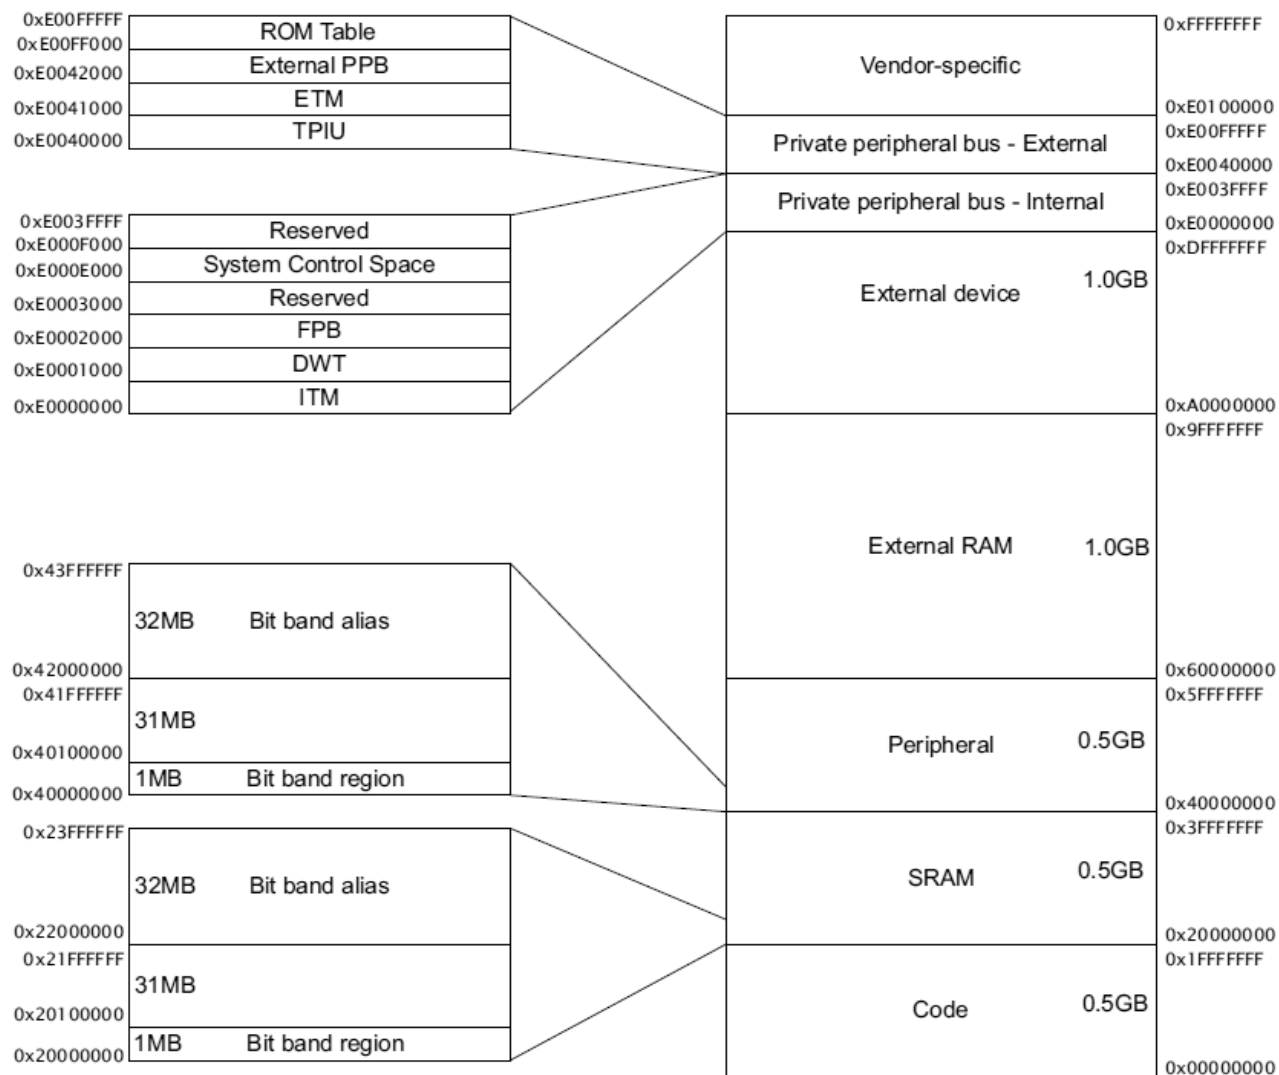 0xE00FFFFF
ROM Table
0xE00FF000
External PPB
0xE0042000
ETM
0xE0041000
TPIU
0xE0040000
0xE003FFFF
Reserved
0xE000F000
System Control Space
0xE000E000
Reserved
0xE0003000
FPB
0xE0002000
DWT
0xE0001000
ITM
0xE0000000
0x43FFFFFF
32MB Bit band alias
0x42000000
0x41FFFFFF
31MB
0x40100000
1MB Bit band region
0x40000000
0x23FFFFFF
32MB Bit band alias
0x22000000
0x21FFFFFF
31MB
0x20100000
1MB Bit band region
0x20000000
0xFFFFFFFF
Vendor-specific
0xE0100000
0xE00FFFFF
Private peripheral bus - External
0xE0040000
0xE003FFFF
Private peripheral bus - Internal
0xE0000000
0xDFFFFFFF
External device 1.0GB
0xA0000000
0x9FFFFFFF
External RAM 1.0GB
0x60000000
0x5FFFFFFF
Peripheral 0.5GB
0x40000000
0x3FFFFFFF
SRAM 0.5GB
0x20000000
0x1FFFFFFF
Code 0.5GB
0x00000000